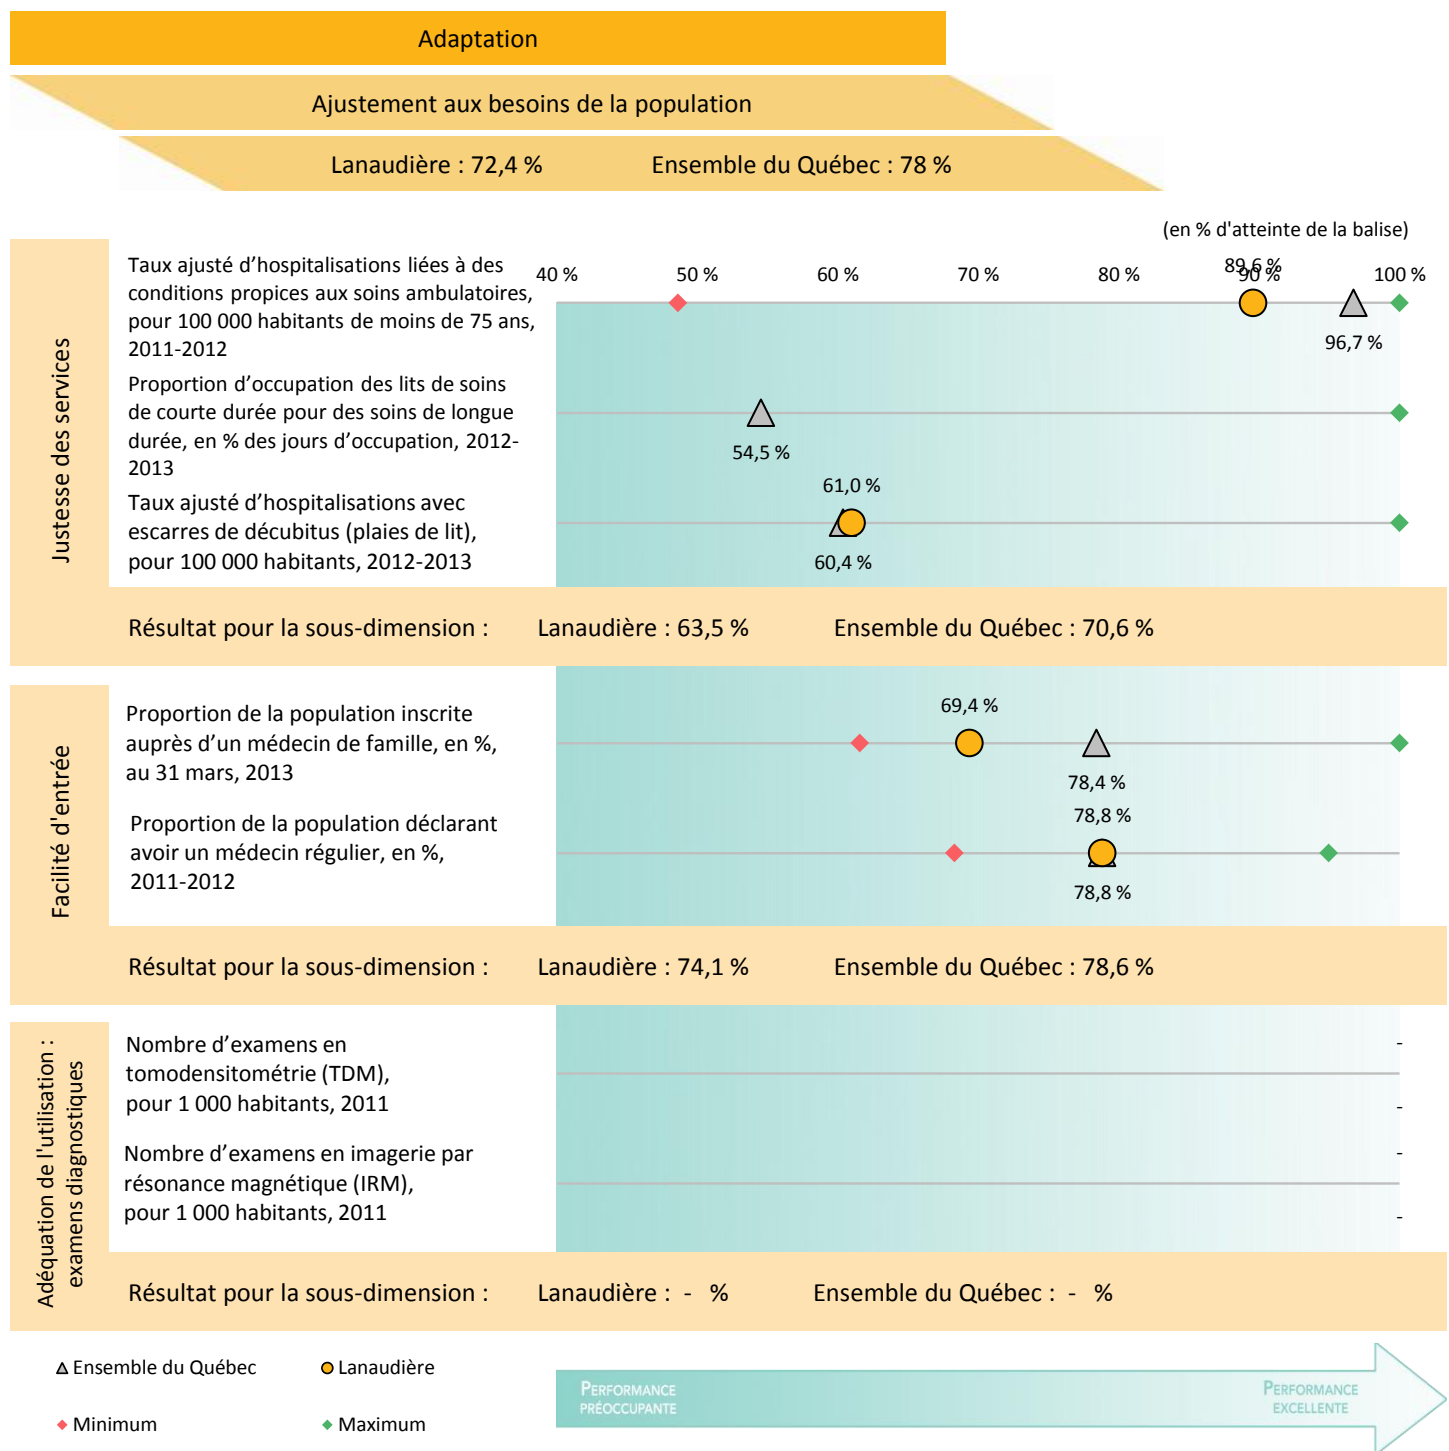 Adaptation
Ajustement aux besoins de la population
Lanaudière : 72,4 % Ensemble du Québec : 78 %
(en % d'atteinte de la balise)
40 % 50 % 60 % 70 % 80 % 90 % 100 %
Justesse des services
Taux ajusté d’hospitalisations liées à des
conditions propices aux soins ambulatoires,
pour 100 000 habitants de moins de 75 ans,
2011-2012
89,6 %
96,7 %
Proportion d’occupation des lits de soins
de courte durée pour des soins de longue
durée, en % des jours d’occupation, 2012-
2013
54,5 %
Taux ajusté d’hospitalisations avec
escarres de décubitus (plaies de lit),
pour 100 000 habitants, 2012-2013
61,0 %
60,4 %
Résultat pour la sous-dimension : Lanaudière : 63,5 % Ensemble du Québec : 70,6 %
Facilité d'entrée
Proportion de la population inscrite
auprès d’un médecin de famille, en %,
au 31 mars, 2013
69,4 %
78,4 %
Proportion de la population déclarant
avoir un médecin régulier, en %,
2011-2012
78,8 %
78,8 %
Résultat pour la sous-dimension : Lanaudière : 74,1 % Ensemble du Québec : 78,6 %
Adéquation de l'utilisation :
examens diagnostiques
Nombre d’examens en
tomodensitométrie (TDM),
pour 1 000 habitants, 2011
-
-
Nombre d’examens en imagerie par
résonance magnétique (IRM),
pour 1 000 habitants, 2011
-
-
Résultat pour la sous-dimension : Lanaudière : - % Ensemble du Québec : - %
Ensemble du Québec Lanaudière
Minimum Maximum
PERFORMANCE
PRÉOCCUPANTE
PERFORMANCE
EXCELLENTE